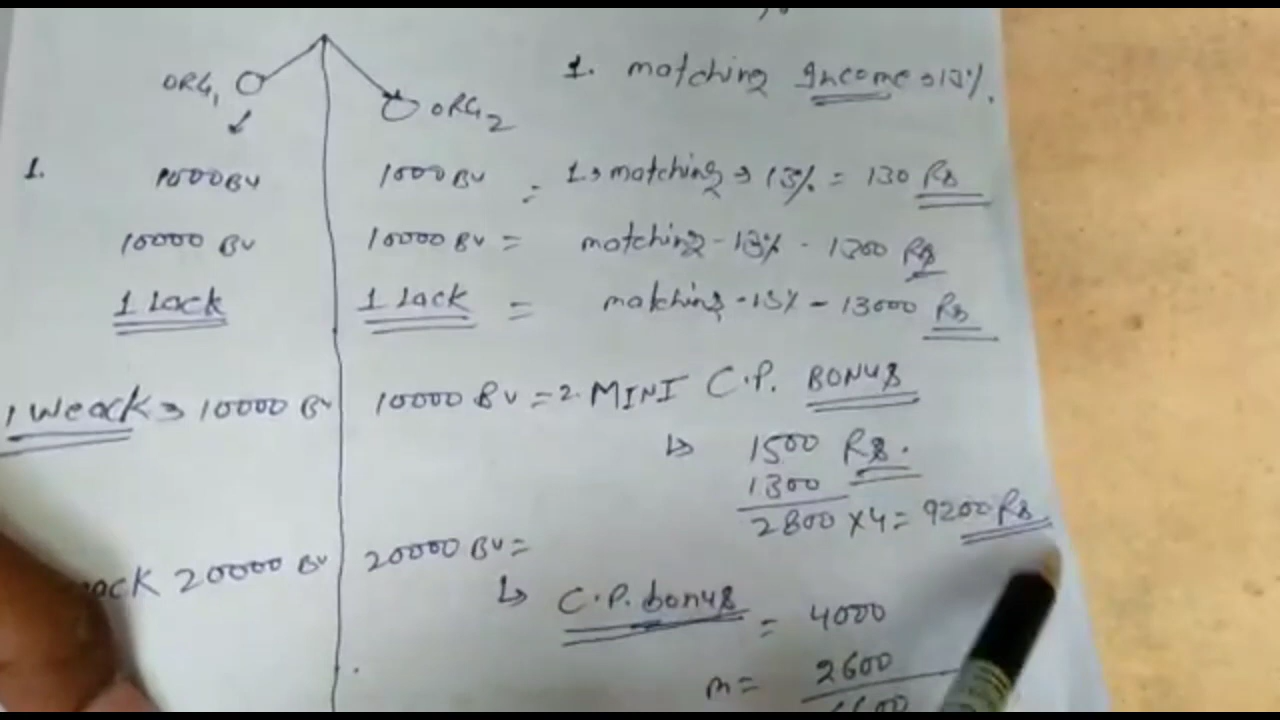 1. matching Income → 13%.
ORG1 ORG2
1. 1000 BV 1000 BV = 1 → matching → 13% = 130 Rs
10000 BV 10000 BV = matching - 13% - 1300 Rs
1 Lack 1 Lack = matching - 13% - 13000 Rs
1 Weack → 10000 BV 10000 BV = 2. MINI C.P. BONUS
↳ 1500 Rs.
1300
2800 × 4 = 9200 Rs
20000 BV 20000 BV =
↳ C.P. bonus = 4000
m = 2600